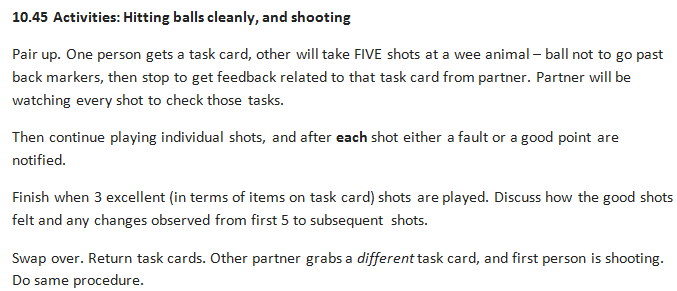 10.45 Activities: Hitting balls cleanly, and shooting
Pair up. One person gets a task card, other will take FIVE shots at a wee animal – ball not to go past
back markers, then stop to get feedback related to that task card from partner. Partner will be
watching every shot to check those tasks.
Then continue playing individual shots, and after each shot either a fault or a good point are
notified.
Finish when 3 excellent (in terms of items on task card) shots are played. Discuss how the good shots
felt and any changes observed from first 5 to subsequent shots.
Swap over. Return task cards. Other partner grabs a different task card, and first person is shooting.
Do same procedure.